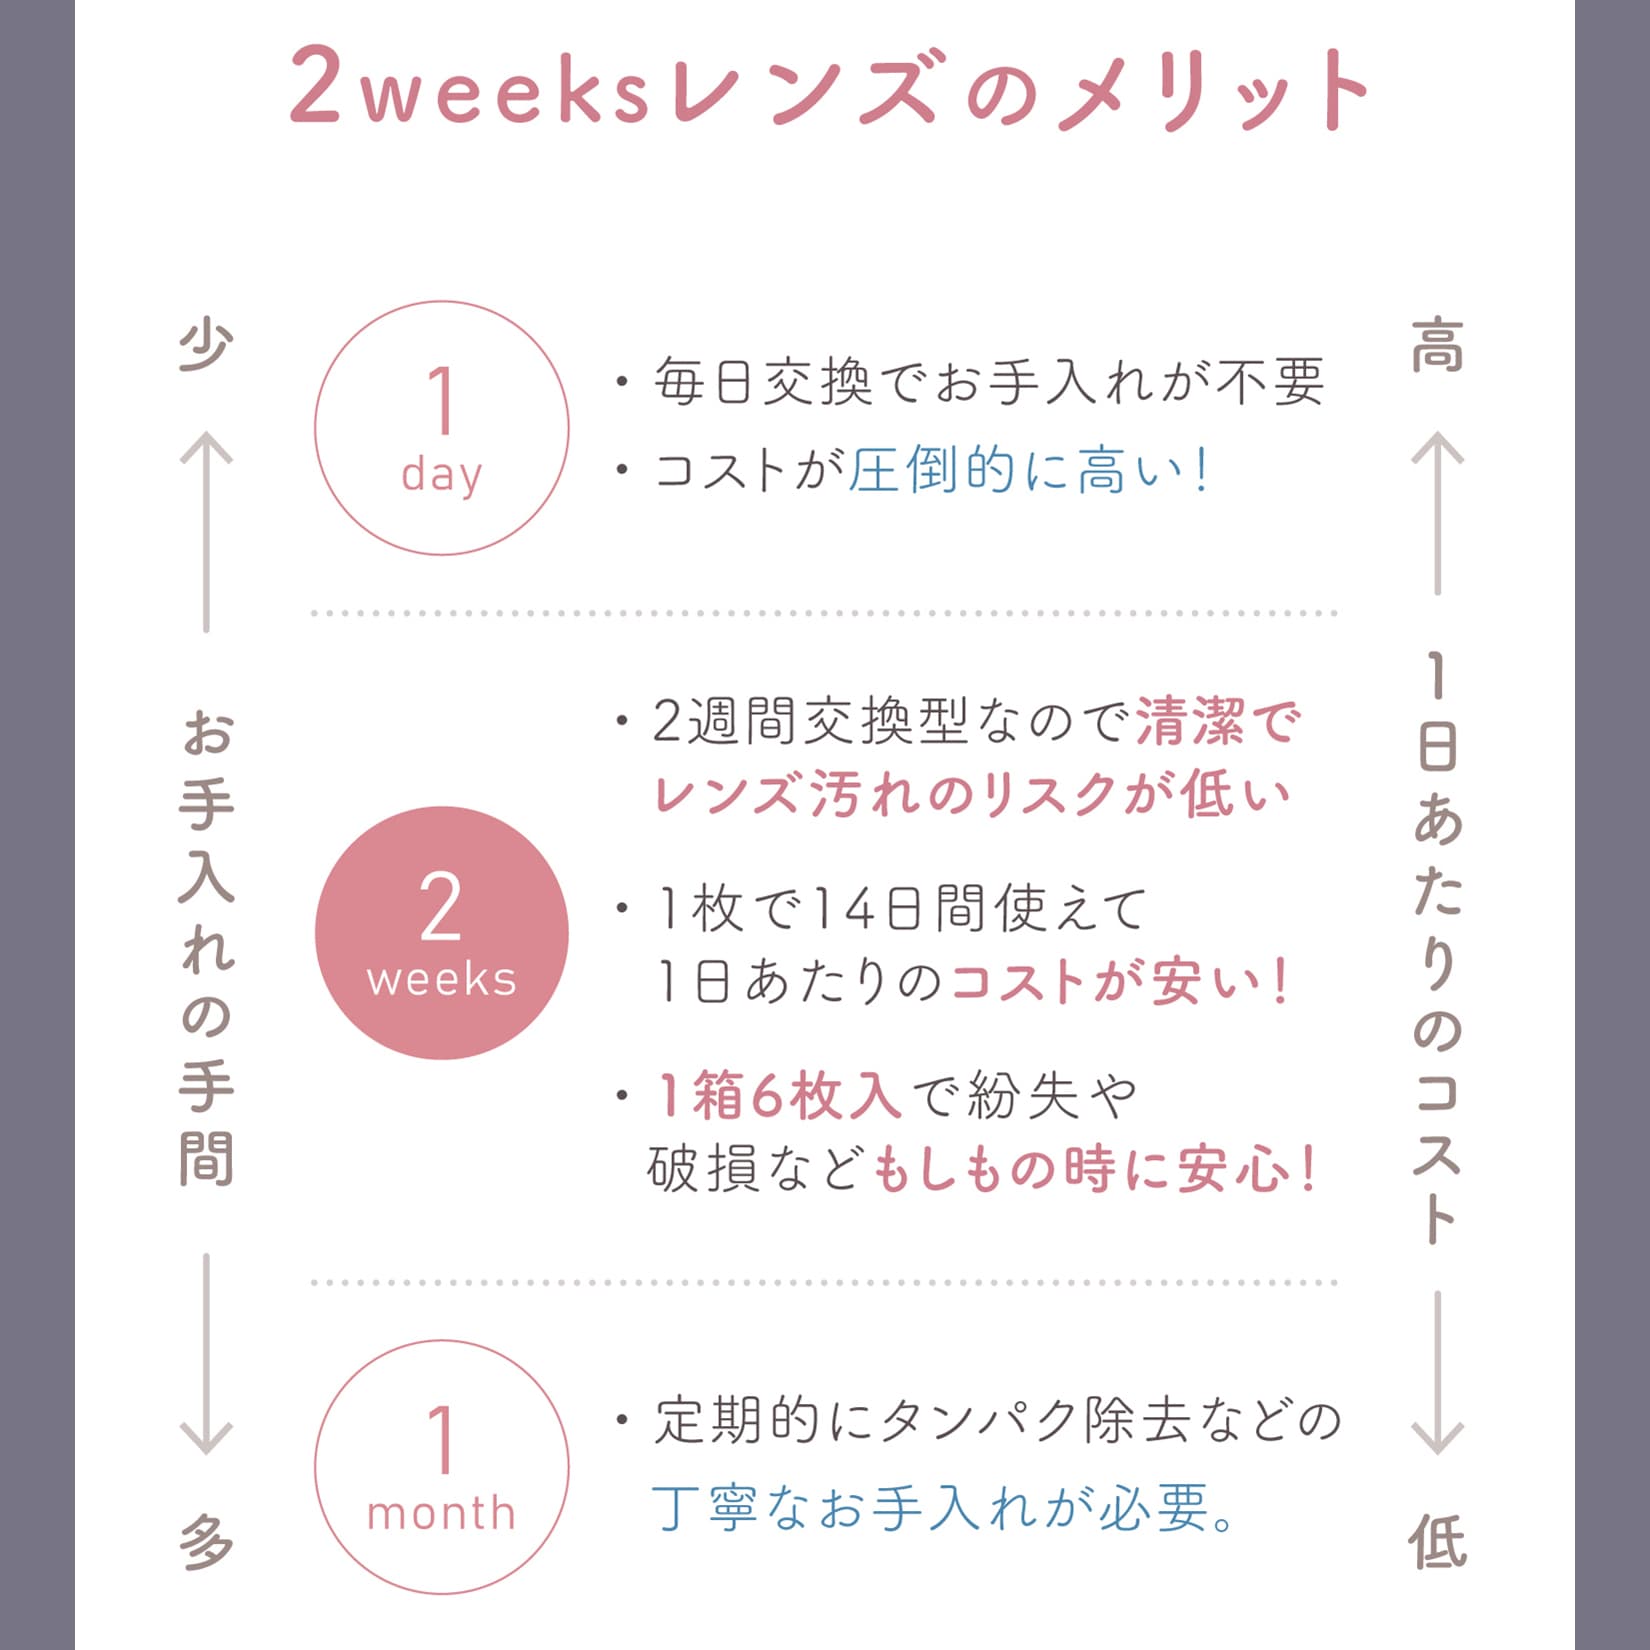 2weeksレンズのメリット
少
お手入れの手間
多
1
day
・毎日交換でお手入れが不要
・コストが圧倒的に高い！
2
weeks
・2週間交換型なので清潔で
レンズ汚れのリスクが低い
・1枚で14日間使えて
1日あたりのコストが安い！
・1箱6枚入で紛失や
破損などもしもの時に安心！
1
month
・定期的にタンパク除去などの
丁寧なお手入れが必要。
高
1日あたりのコスト
低